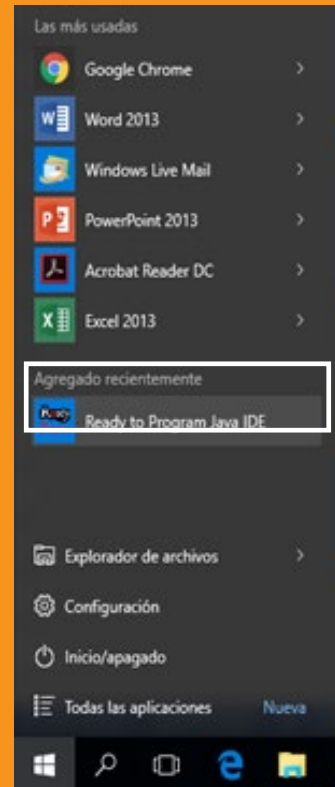 Las más usadas
Google Chrome
Word 2013
Windows Live Mail
PowerPoint 2013
Acrobat Reader DC
Excel 2013
Agregado recientemente
Ready to Program Java IDE
Explorador de archivos
Configuración
Inicio/apagado
Todas las aplicaciones Nueva